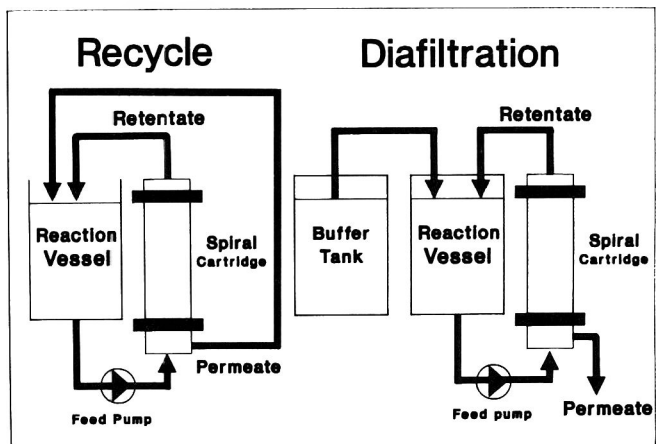 Recycle
Retentate
Reaction
Vessel
Spiral
Cartridge
Permeate
Feed Pump
Diafiltration
Retentate
Buffer
Tank
Reaction
Vessel
Spiral
Cartridge
Feed pump
Permeate